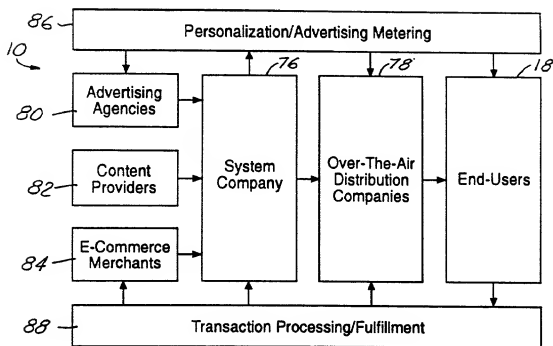 86
Personalization/Advertising Metering
10
76
78
18
Advertising
Agencies
80
Content
Providers
82
E-Commerce
Merchants
84
System
Company
Over-The-Air
Distribution
Companies
End-Users
88
Transaction Processing/Fulfillment